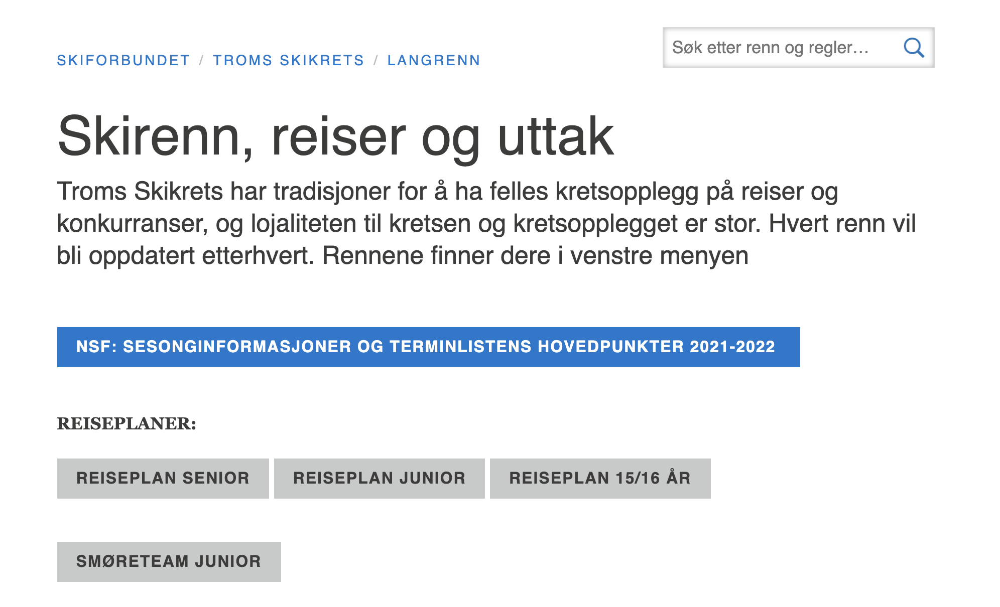 Søk etter renn og regler...
SKIFORBUNDET / TROMS SKIKRETS / LANGRENN
Skirenn, reiser og uttak
Troms Skikrets har tradisjoner for å ha felles kretsopplegg på reiser og
konkurranser, og lojaliteten til kretsen og kretsopplegget er stor. Hvert renn vil
bli oppdatert etterhvert. Rennene finner dere i venstre menyen
NSF: SESONGINFORMASJONER OG TERMINLISTENS HOVEDPUNKTER 2021-2022
REISEPLANER:
REISEPLAN SENIOR REISEPLAN JUNIOR REISEPLAN 15/16 ÅR
SMØRETEAM JUNIOR